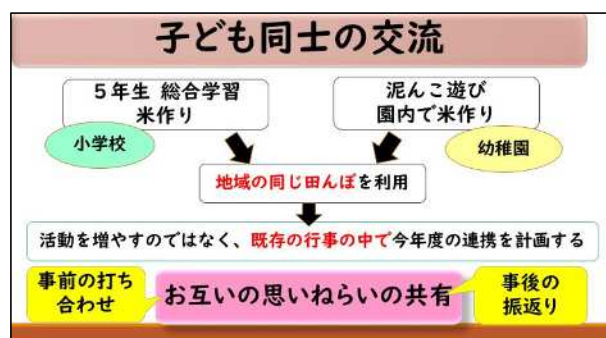 子ども同士の交流
5年生 総合学習
米作り
小学校
泥んこ遊び
園内で米作り
幼稚園
地域の同じ田んぼを利用
活動を増やすのではなく、既存の行事の中で今年度の連携を計画する
事前の打ち
合わせ
お互いの思いねらいの共有
事後の
振返り